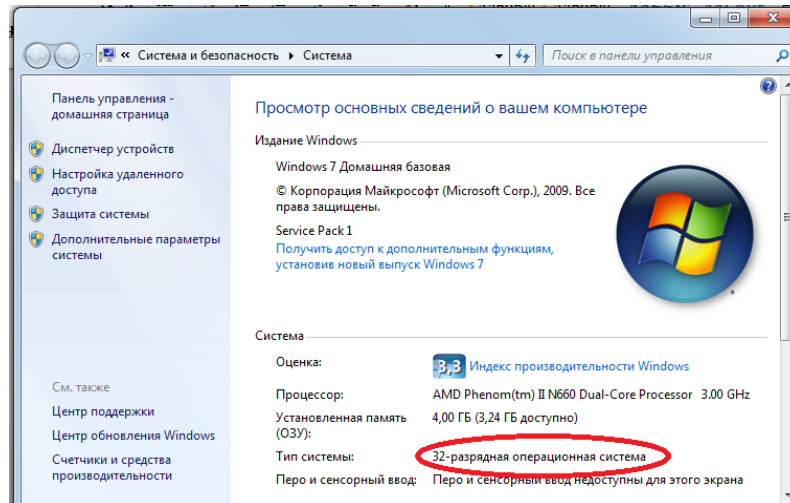 « Система и безопасность ▸ Система
Поиск в панели управления
Панель управления -
домашняя страница
Диспетчер устройств
Настройка удаленного
доступа
Защита системы
Дополнительные параметры
системы
См. также
Центр поддержки
Центр обновления Windows
Счетчики и средства
производительности
Просмотр основных сведений о вашем компьютере
Издание Windows
Windows 7 Домашняя базовая
© Корпорация Майкрософт (Microsoft Corp.), 2009. Все
права защищены.
Service Pack 1
Получить доступ к дополнительным функциям,
установив новый выпуск Windows 7
Система
Оценка:
3,3 Индекс производительности Windows
Процессор:
AMD Phenom(tm) II N660 Dual-Core Processor 3.00 GHz
Установленная память
(ОЗУ):
4,00 ГБ (3,24 ГБ доступно)
Тип системы:
32-разрядная операционная система
Перо и сенсорный ввод:
Перо и сенсорный ввод недоступны для этого экрана